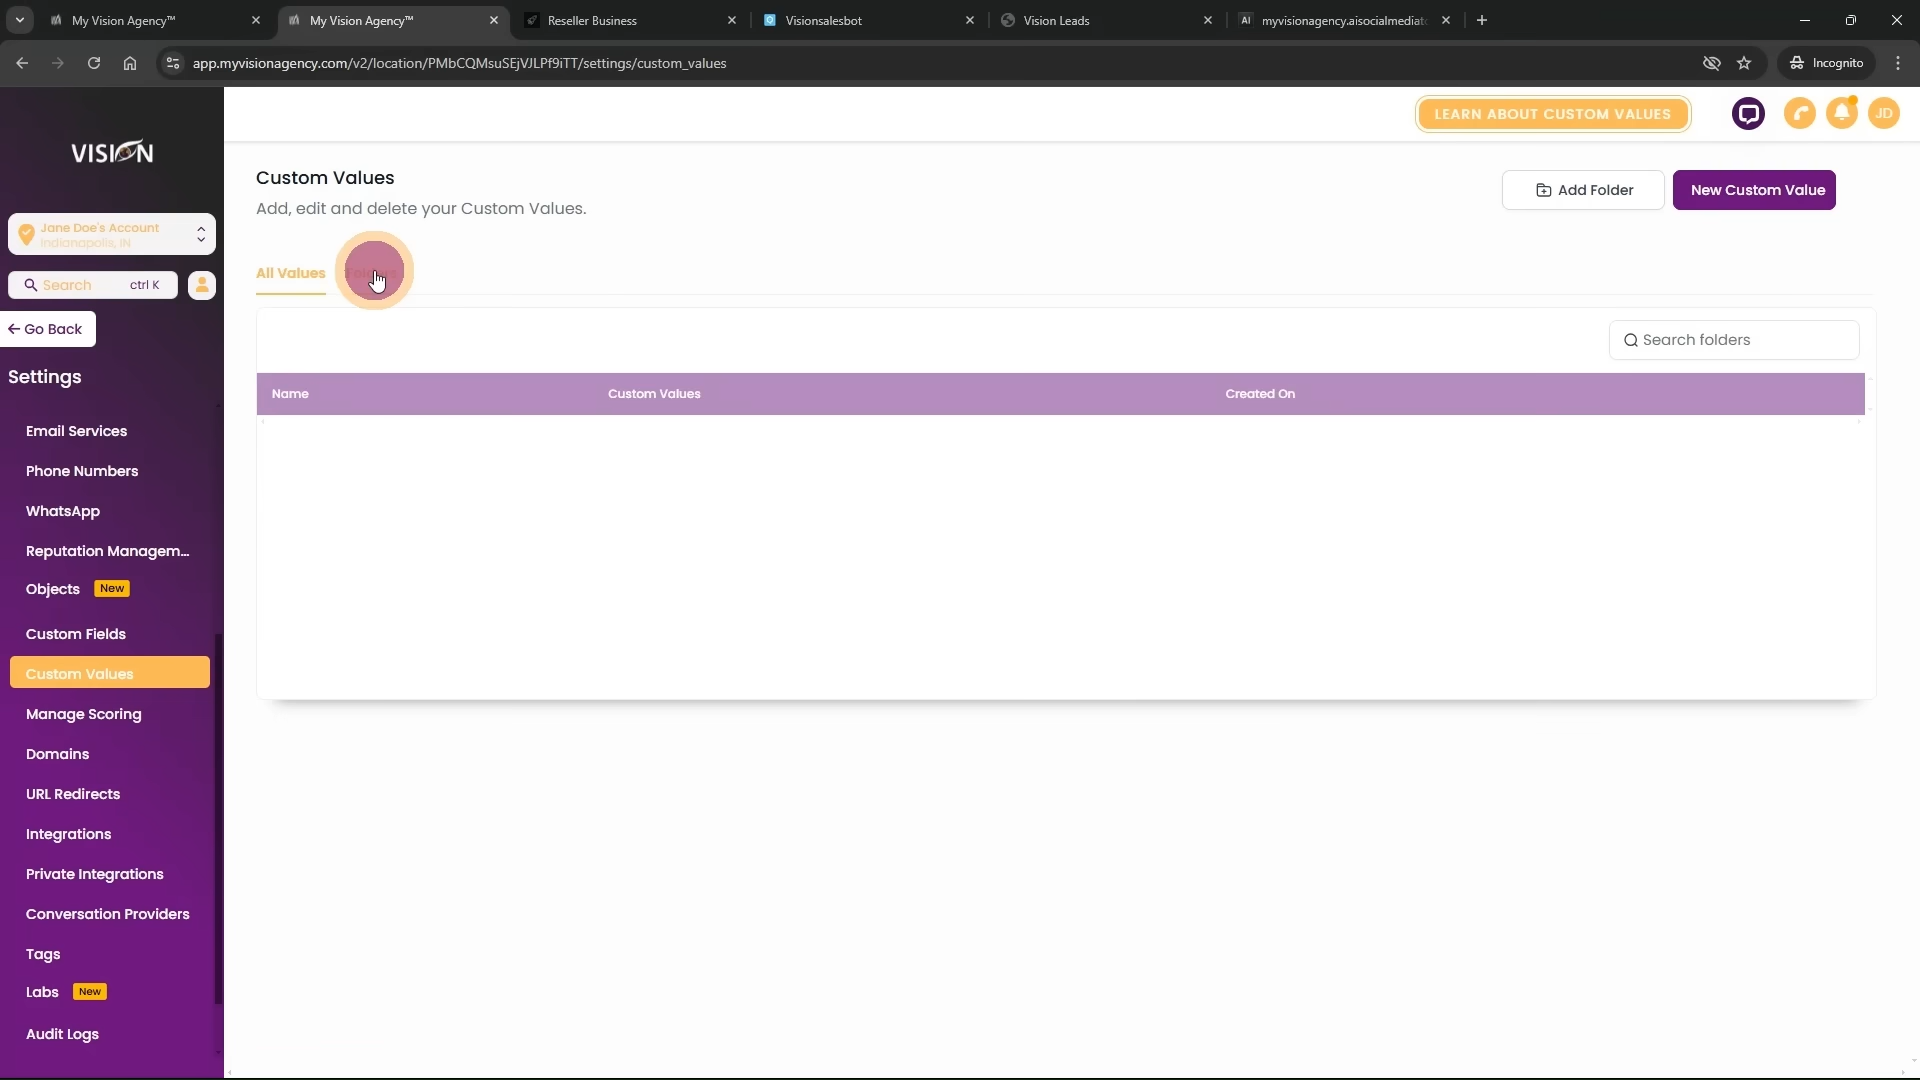 My Vision Agency™
My Vision Agency™
Reseller Business
Visionsalesbot
Vision Leads
AI
myvisionagency.aisocialmediat
app.myvisionagency.com/v2/location/PMbCQMsuSEjVJLPf9iTT/settings/custom_values
Incognito
VISION
LEARN ABOUT CUSTOM VALUES
JD
Custom Values
Add, edit and delete your Custom Values.
Add Folder
New Custom Value
Jane Doe's Account
Indianapolis, IN
Search
ctrl K
All Values
Folders
Go Back
Search folders
Settings
Name
Custom Values
Created On
Email Services
Phone Numbers
WhatsApp
Reputation Managem...
Objects New
Custom Fields
Custom Values
Manage Scoring
Domains
URL Redirects
Integrations
Private Integrations
Conversation Providers
Tags
Labs New
Audit Logs